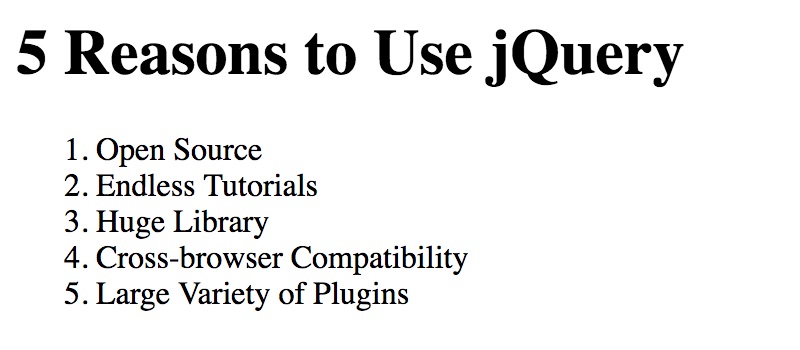 5 Reasons to Use jQuery
1. Open Source
2. Endless Tutorials
3. Huge Library
4. Cross-browser Compatibility
5. Large Variety of Plugins